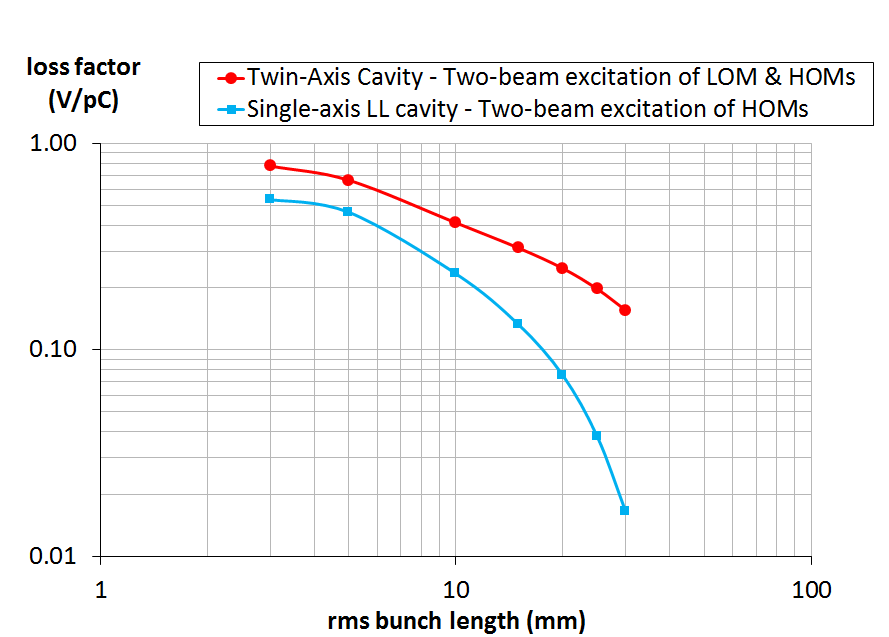 loss factor
(V/pC)
Twin-Axis Cavity - Two-beam excitation of LOM & HOMs
Single-axis LL cavity - Two-beam excitation of HOMs
1.00
0.10
0.01
1 10 100
rms bunch length (mm)